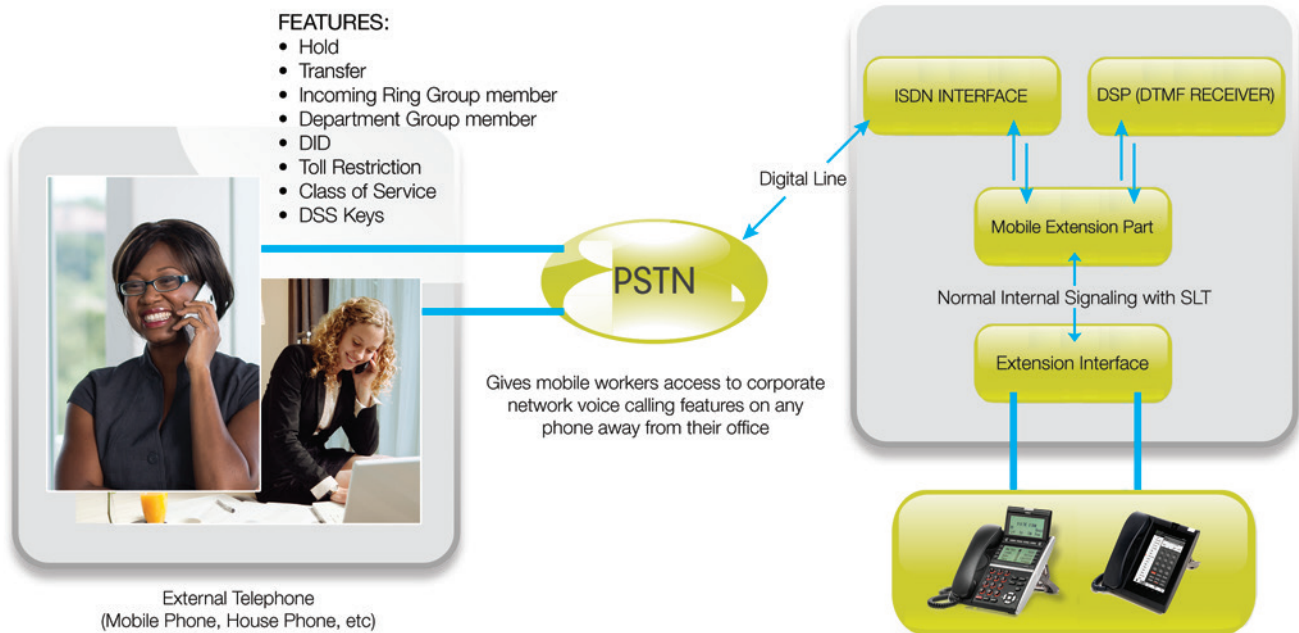 FEATURES:
• Hold
• Transfer
• Incoming Ring Group member
• Department Group member
• DID
• Toll Restriction
• Class of Service
• DSS Keys
External Telephone
(Mobile Phone, House Phone, etc)
PSTN
Gives mobile workers access to corporate
network voice calling features on any
phone away from their office
Digital Line
ISDN INTERFACE
DSP (DTMF RECEIVER)
Mobile Extension Part
Normal Internal Signaling with SLT
Extension Interface